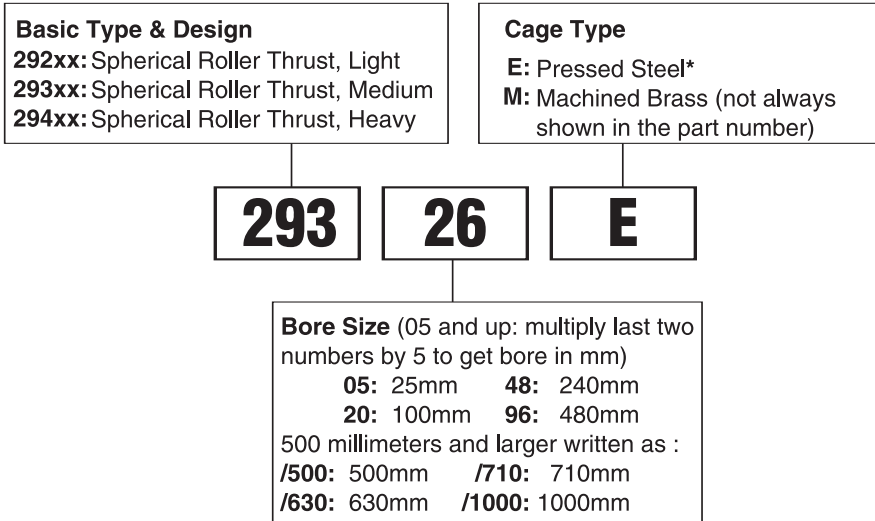 Basic Type & Design
292xx: Spherical Roller Thrust, Light
293xx: Spherical Roller Thrust, Medium
294xx: Spherical Roller Thrust, Heavy
Cage Type
E: Pressed Steel*
M: Machined Brass (not always
shown in the part number)
293 26 E
Bore Size (05 and up: multiply last two
numbers by 5 to get bore in mm)
05: 25mm 48: 240mm
20: 100mm 96: 480mm
500 millimeters and larger written as :
/500: 500mm /710: 710mm
/630: 630mm /1000: 1000mm